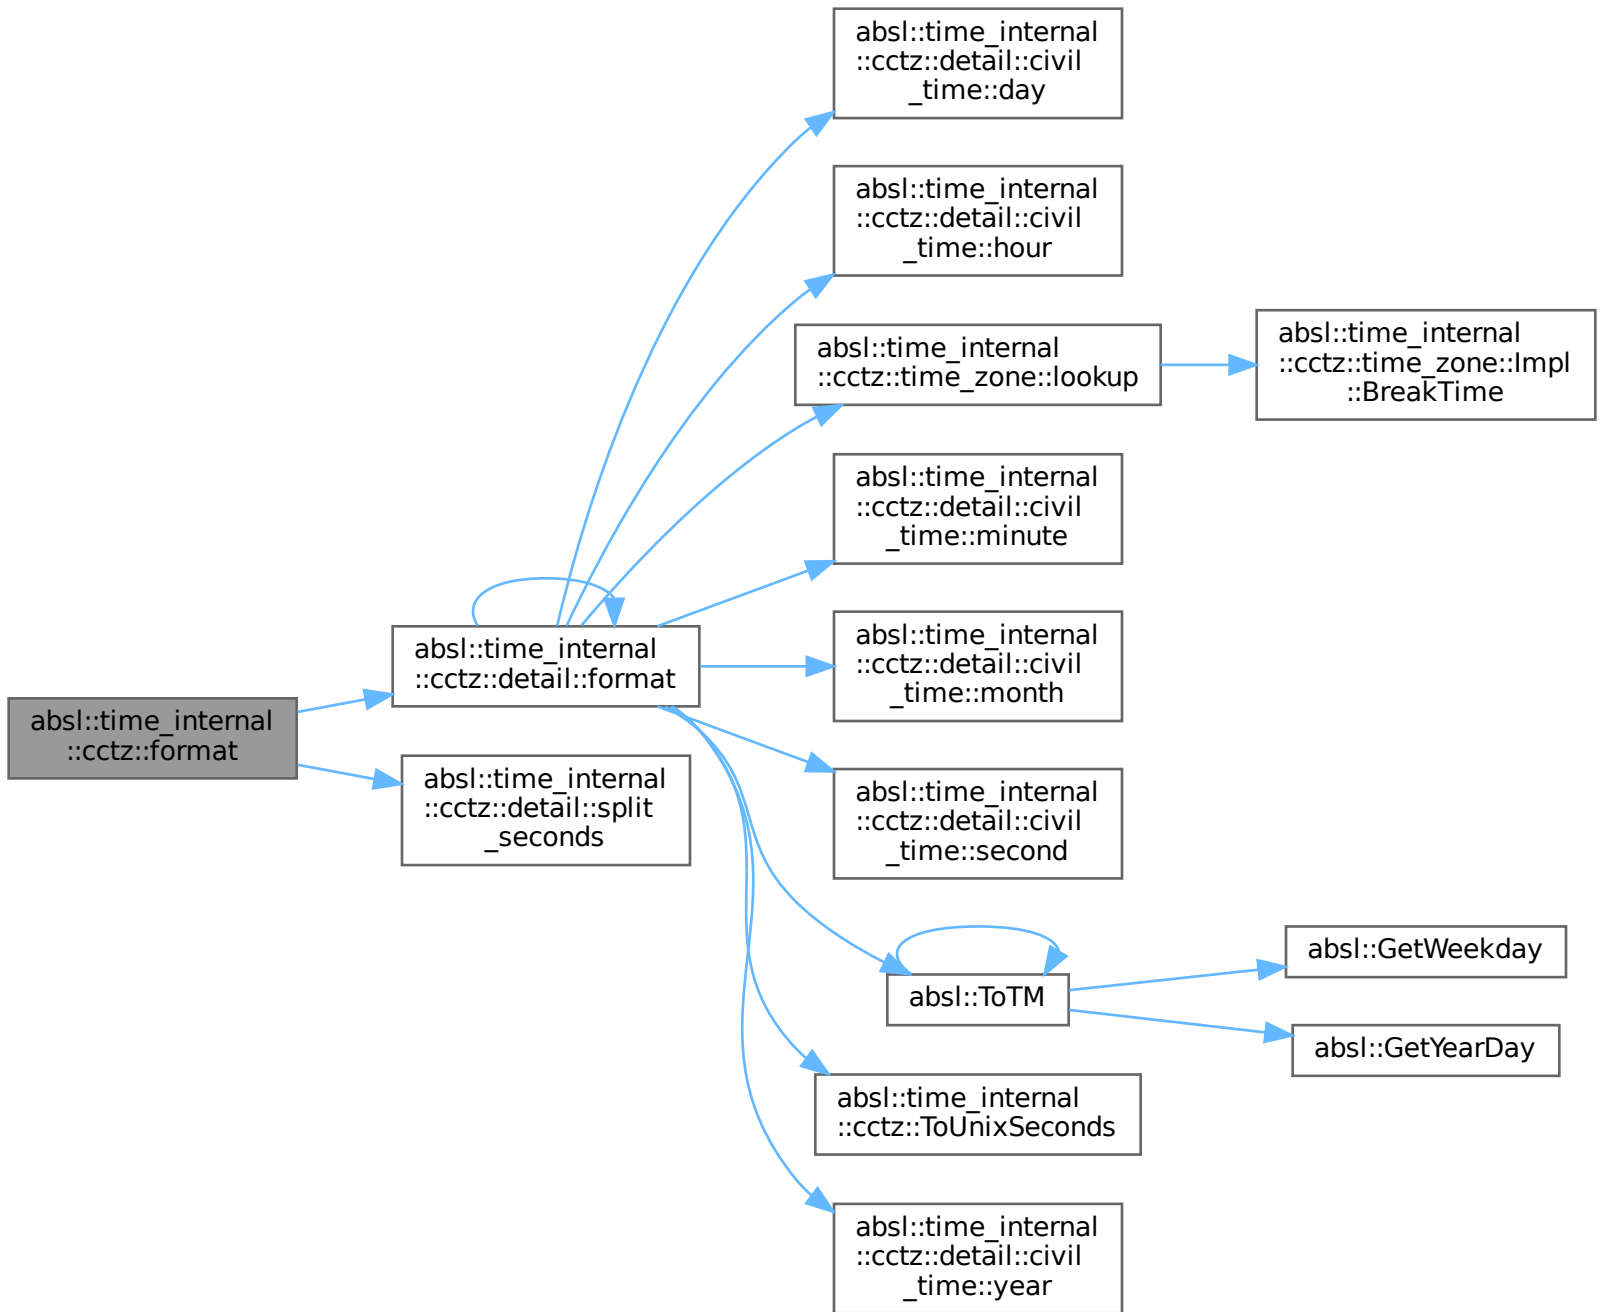 absl::time_internal
::cctz::detail::civil
_time::day
absl::time_internal
::cctz::detail::civil
_time::hour
absl::time_internal
::cctz::time_zone::lookup
absl::time_internal
::cctz::time_zone::Impl
::BreakTime
absl::time_internal
::cctz::detail::civil
_time::minute
absl::time_internal
::cctz::detail::civil
_time::month
absl::time_internal
::cctz::detail::format
absl::time_internal
::cctz::format
absl::time_internal
::cctz::detail::split
_seconds
absl::time_internal
::cctz::detail::civil
_time::second
absl::ToTM
absl::GetWeekday
absl::GetYearDay
absl::time_internal
::cctz::ToUnixSeconds
absl::time_internal
::cctz::detail::civil
_time::year